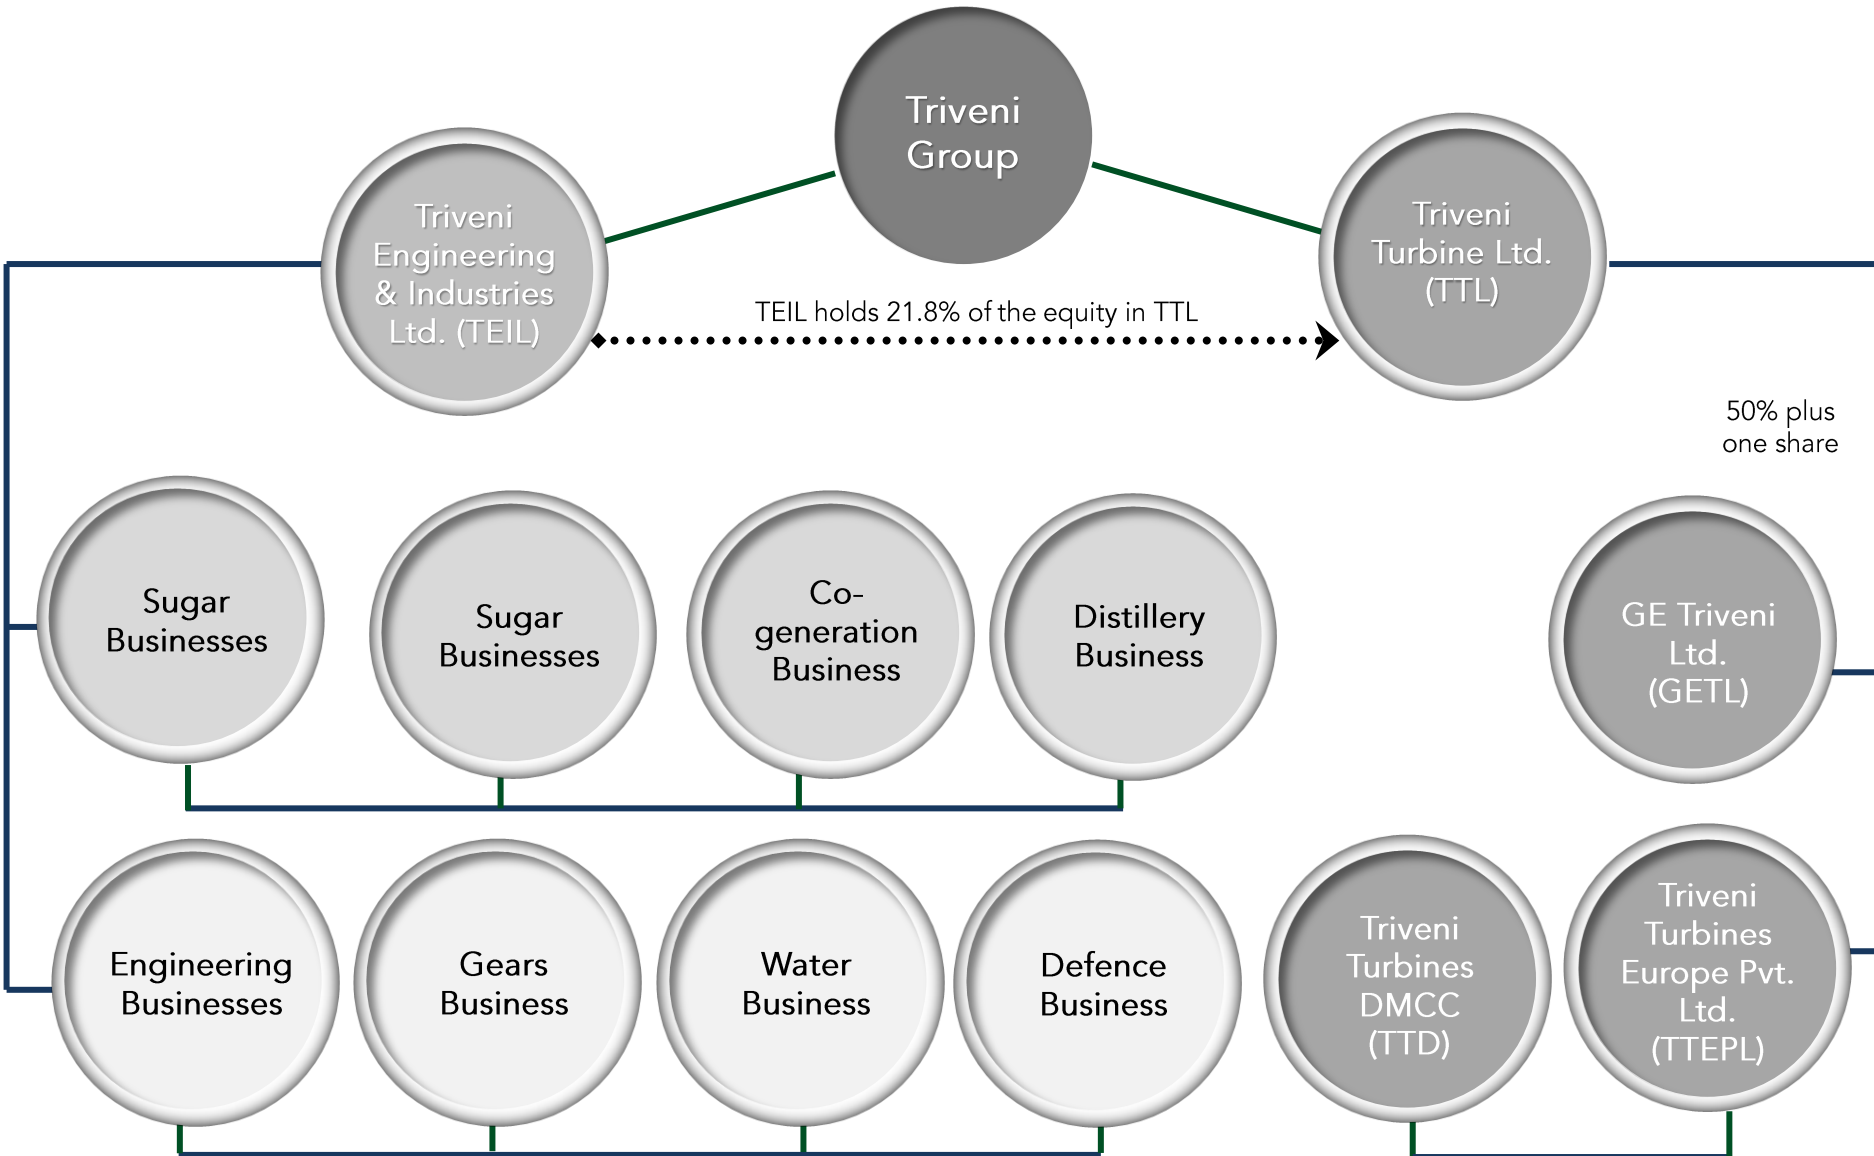 Triveni
Group
Triveni
Engineering
& Industries
Ltd. (TEIL)
Triveni
Turbine Ltd.
(TTL)
TEIL holds 21.8% of the equity in TTL
50% plus
one share
Sugar
Businesses
Sugar
Businesses
Co-
generation
Business
Distillery
Business
GE Triveni
Ltd.
(GETL)
Engineering
Businesses
Gears
Business
Water
Business
Defence
Business
Triveni
Turbines
DMCC
(TTD)
Triveni
Turbines
Europe Pvt.
Ltd.
(TTEPL)